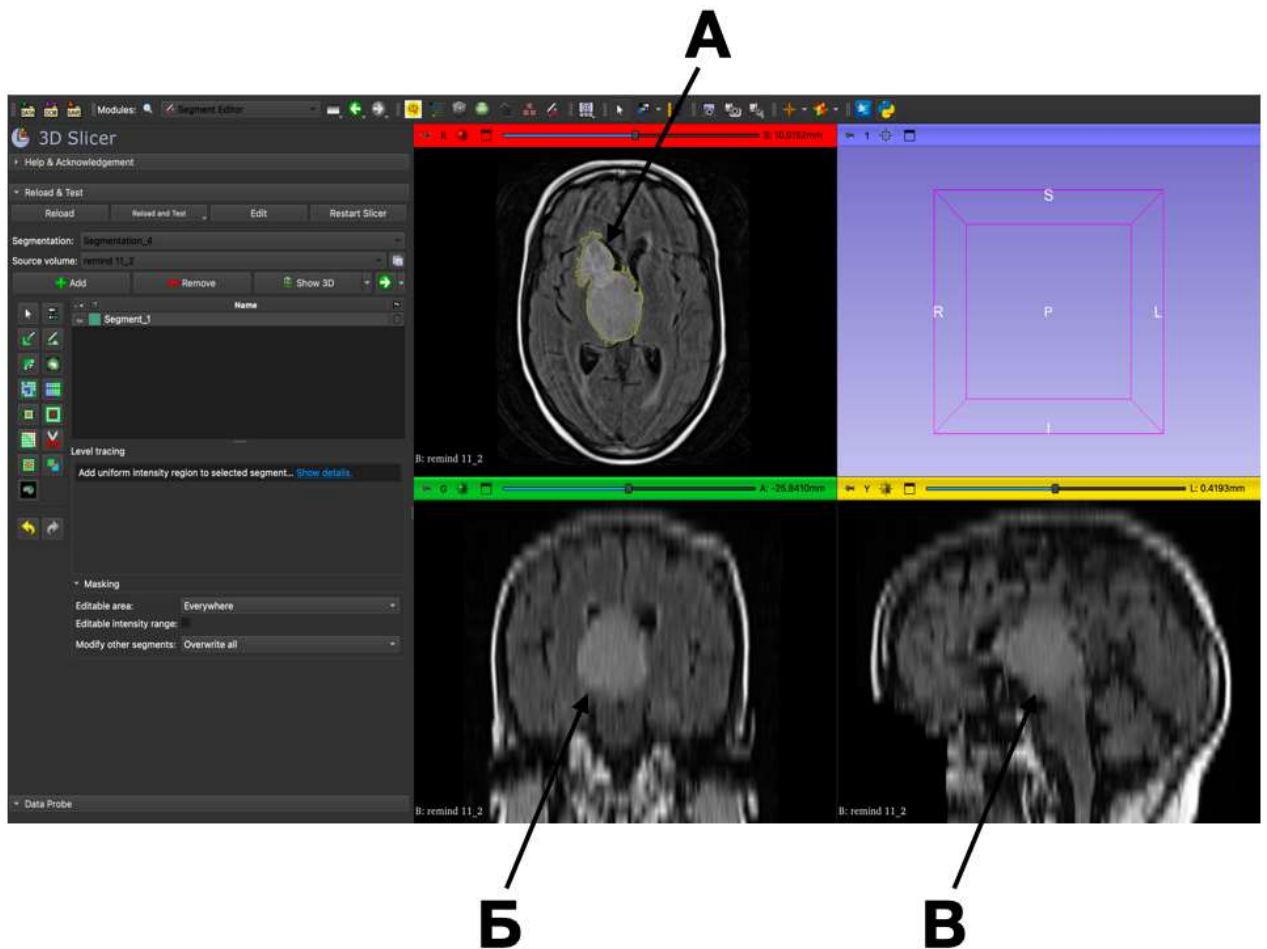 А
Modules: Segment Editor
3D Slicer
Help & Acknowledgement
Reload & Test
Reload Reload and Test Edit Restart Slicer
Segmentation: Segmentation_4
Source volume: remind 11_2
Add Remove Show 3D
Name
Segment_1
Level tracing
Add uniform intensity region to selected segment... Show details.
Masking
Editable area: Everywhere
Editable intensity range:
Modify other segments: Overwrite all
Data Probe
R
B: remind 11_2
1
S
R P L
I
G A: -25.8410mm
B: remind 11_2
Y L: 0.4193mm
B: remind 11_2
Б В